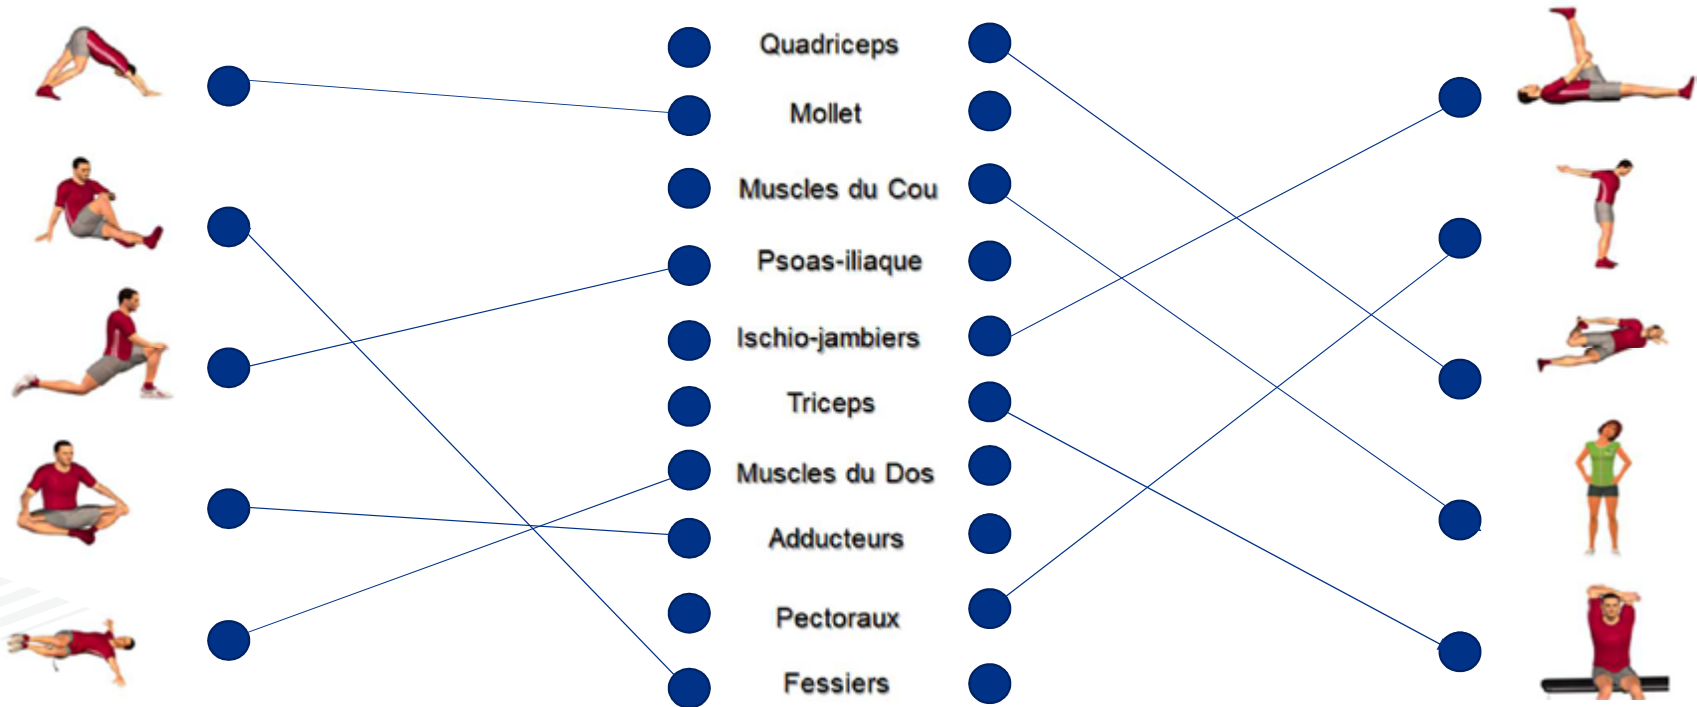 Quadriceps
Mollet
Muscles du Cou
Psoas-iliaque
Ischio-jambiers
Triceps
Muscles du Dos
Adducteurs
Pectoraux
Fessiers